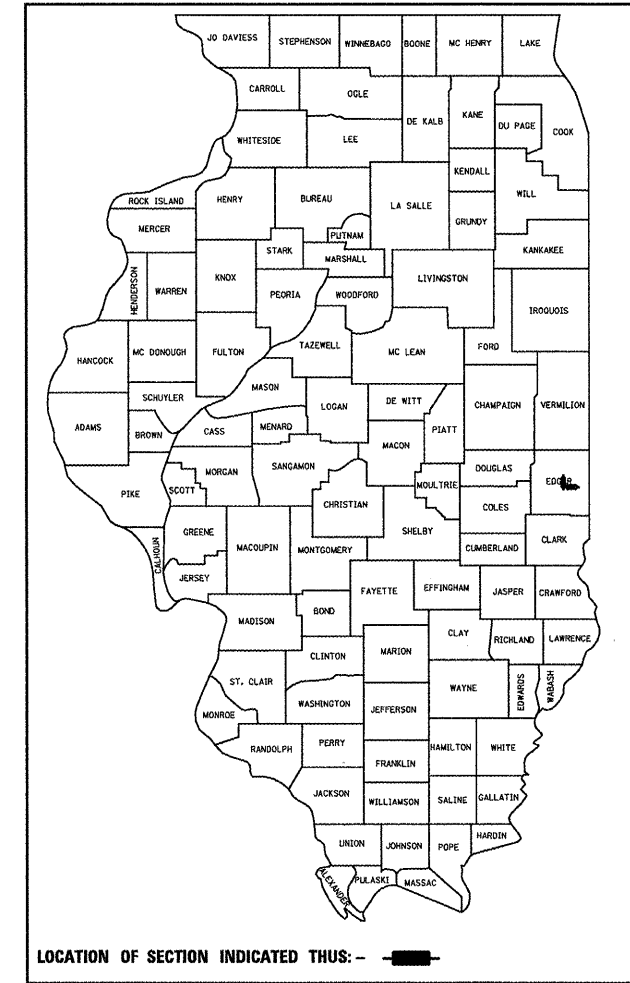 JO DAVIESS STEPHENSON WINNEBAGO BOONE MC HENRY LAKE
CARROLL OGLE DE KALB KANE DU PAGE COOK
WHITESIDE LEE
KENDALL
WILL
ROCK ISLAND HENRY BUREAU LA SALLE GRUNDY
MERCER PUTNAM
STARK MARSHALL KANKAKEE
HENDERSON WARREN KNOX PEORIA WOODFORD LIVINGSTON IROQUOIS
TAZEWELL FORD
HANCOCK MC DONOUGH FULTON MC LEAN
MASON
SCHUYLER LOGAN DE WITT CHAMPAIGN VERMILION
ADAMS BROWN CASS MENARD PIATT
MACON
MORGAN SANGAMON DOUGLAS
PIKE SCOTT CHRISTIAN MOULTRIE EDGAR
COLES
SHELBY
GREENE MACOUPIN MONTGOMERY CUMBERLAND CLARK
CALHOUN JERSEY
FAYETTE EFFINGHAM JASPER CRAWFORD
MADISON BOND
CLAY RICHLAND LAWRENCE
CLINTON MARION
ST. CLAIR WAYNE EDWARDS WABASH
WASHINGTON JEFFERSON
MONROE
RANDOLPH PERRY HAMILTON WHITE
FRANKLIN
JACKSON WILLIAMSON SALINE GALLATIN
UNION JOHNSON POPE HARDIN
ALEXANDER PULASKI MASSAC
LOCATION OF SECTION INDICATED THUS: –